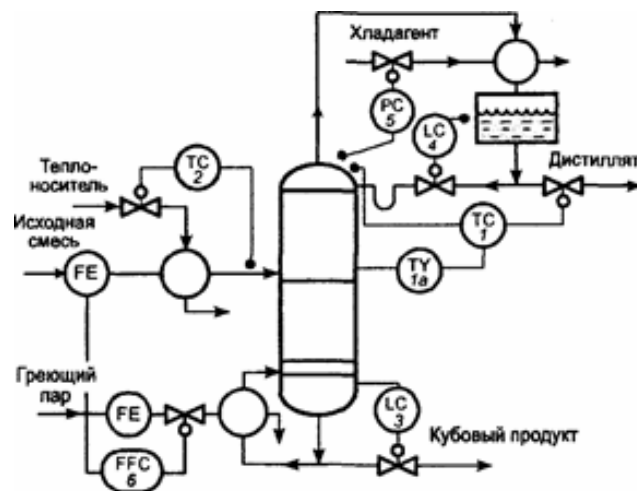 Хладагент
PC
5
LC
4
Тепло-
носитель
TC
2
Дистиллят
Исходная
смесь
TC
1
FE
TY
1a
Греющий
пар
FE
LC
3
Кубовый продукт
FFC
6